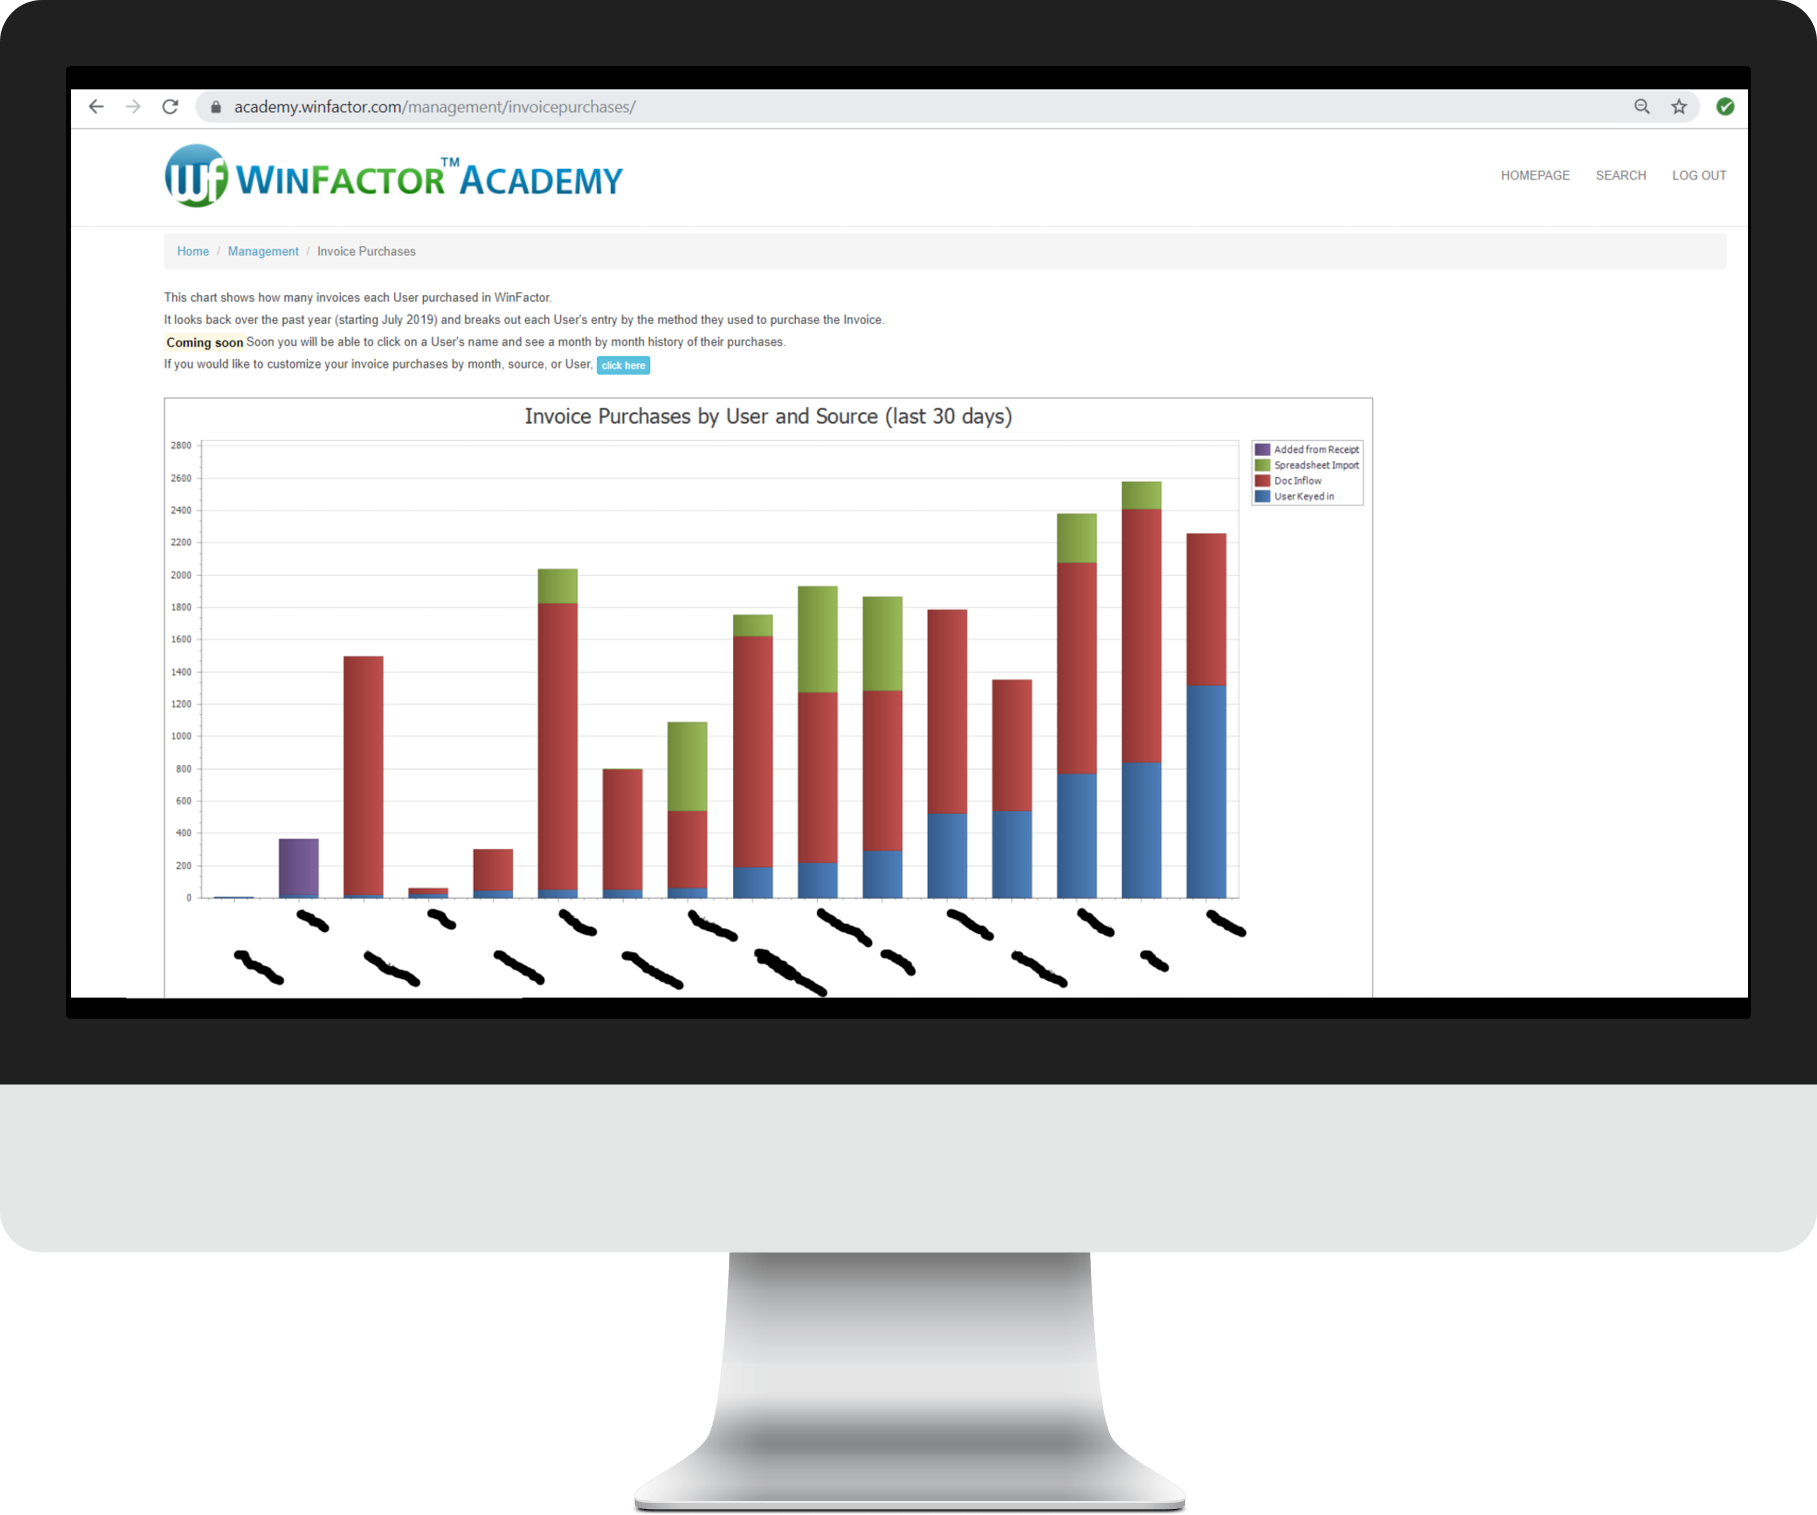 academy.winfactor.com/management/invoicepurchases/
wf WINFACTOR™ACADEMY
HOMEPAGE SEARCH LOG OUT
Home / Management / Invoice Purchases
This chart shows how many invoices each User purchased in WinFactor.
It looks back over the past year (starting July 2019) and breaks out each User's entry by the method they used to purchase the Invoice.
Coming soon Soon you will be able to click on a User's name and see a month by month history of their purchases.
If you would like to customize your invoice purchases by month, source, or User, click here
Invoice Purchases by User and Source (last 30 days)
2800
2600
2400
2200
2000
1800
1600
1400
1200
1000
800
600
400
200
0
Added from Receipt
Spreadsheet Import
Doc Inflow
User Keyed in